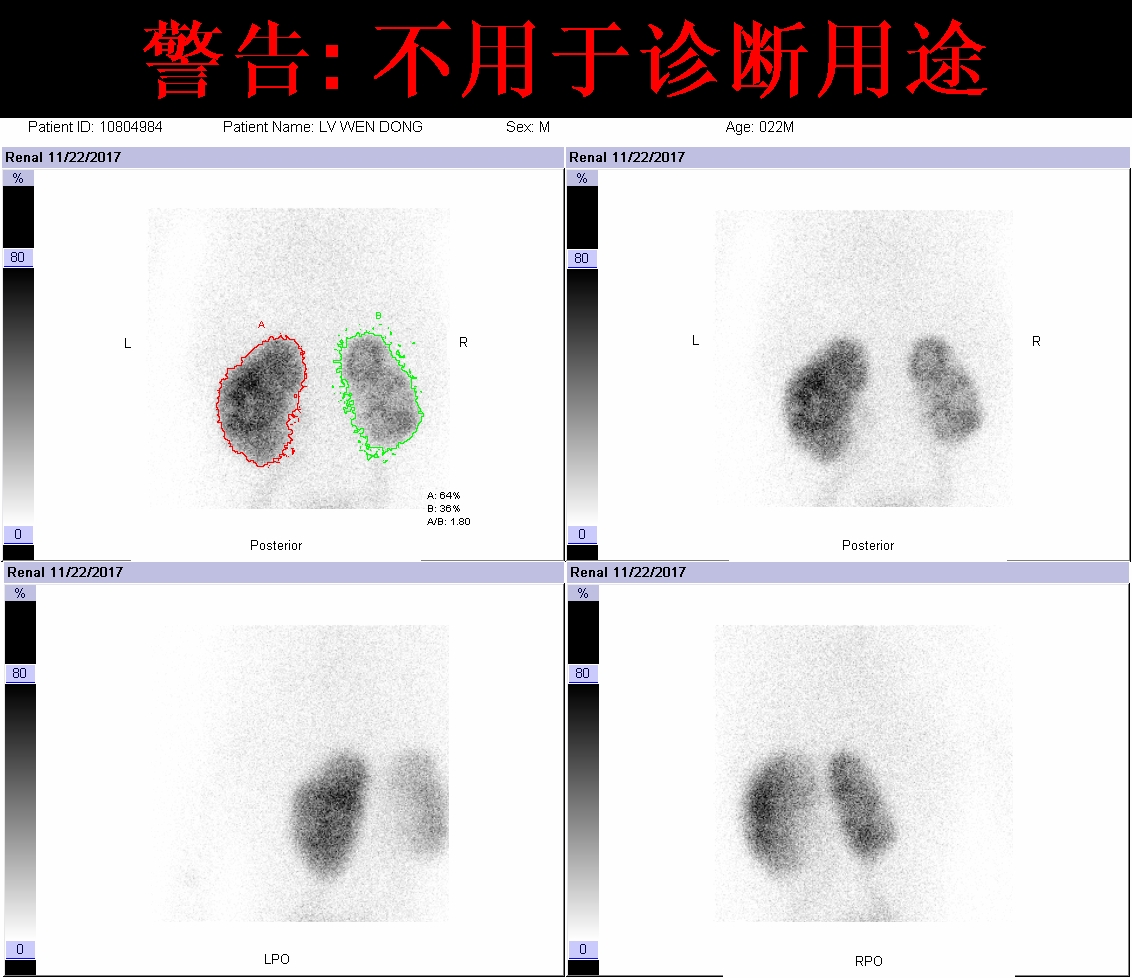 警告: 不用于诊断用途
Patient ID: 10804984 Patient Name: LV WEN DONG Sex: M Age: 022M
Renal 11/22/2017 Renal 11/22/2017
% %
80 80
A B
L R L R
A: 64%
B: 36%
A/B: 1.80
0 0
Posterior Posterior
Renal 11/22/2017 Renal 11/22/2017
% %
80 80
0 0
LPO RPO